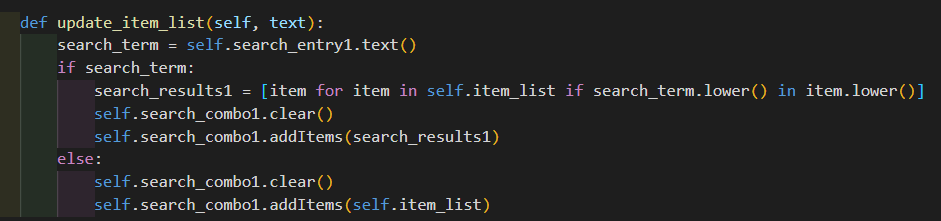 def update_item_list(self, text):
    search_term = self.search_entry1.text()
    if search_term:
        search_results1 = [item for item in self.item_list if search_term.lower() in item.lower()]
        self.search_combo1.clear()
        self.search_combo1.addItems(search_results1)
    else:
        self.search_combo1.clear()
        self.search_combo1.addItems(self.item_list)